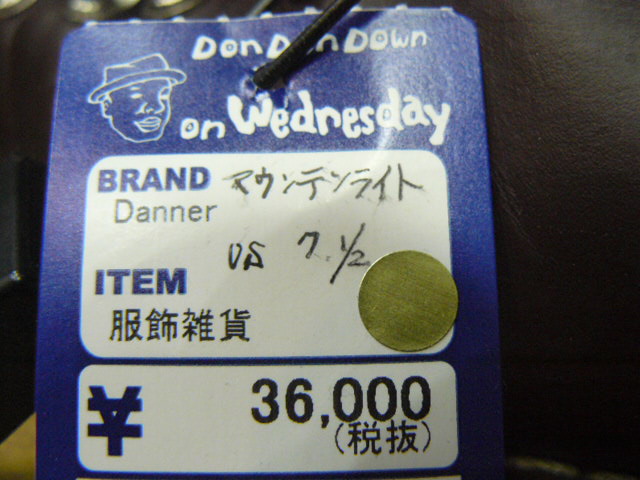 Don Don Down
on Wednesday
BRAND マウンテンライト
Danner
US 7.1/2
ITEM
服飾雑貨
¥ 36,000
(税抜)